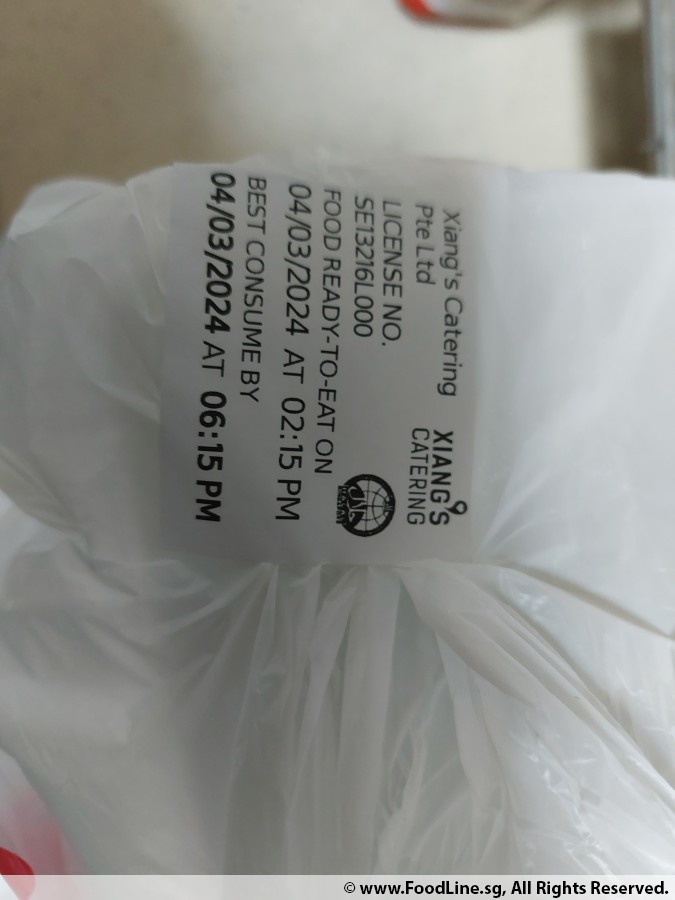 Xiang's Catering
Pte Ltd
XIANG'S
CATERING
LICENSE NO.
SE13216L000
FOOD READY-TO-EAT ON
04/03/2024 AT 02:15 PM
BEST CONSUME BY
04/03/2024 AT 06:15 PM
© www.FoodLine.sg, All Rights Reserved.